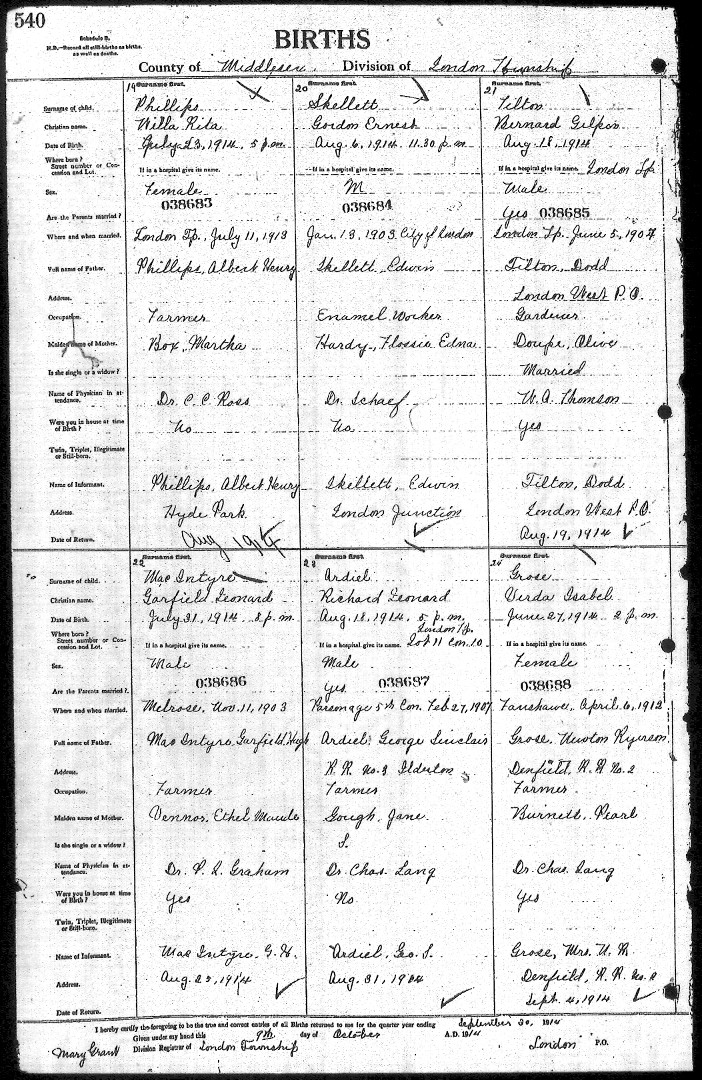 540
Schedule B.
N.B.—Record all still-births as births, as well as deaths.
BIRTHS
County of Middlesex Division of London Township
19 Surname first. 20 Surname first. 21 Surname first.
Surname of child. Phillips Skellett Tilton
Christian name. Willa Rita Gordon Ernest Bernard Gilpin
Date of Birth. July 23, 1914, 5 p.m. Aug. 6, 1914. 11.30 p.m. Aug. 18, 1914
Where born?
Street number or Concession and Lot. If in a hospital give its name. If in a hospital give its name. If in a hospital give its name. London Tp.
Sex. Female M Male
038683 038684 038685
Are the Parents married? Yes
Where and when married. London Tp., July 11, 1913 Jan. 13, 1903, City of London London Tp. June 5, 1907
Full name of Father. Phillips, Albert Henry Skellett, Edwin Tilton, Dodd
Address. London West P.O.
Occupation. Farmer Enamel Worker Gardener
Maiden name of Mother. Box, Martha Hardy, Flossie Edna Doupe, Olive
Is she single or a widow? Married
Name of Physician in attendance. Dr. C. C. Ross Dr. Schaef W. A. Thomson
Were you in house at time of Birth? No No Yes
Twin, Triplet, Illegitimate or Still-born.
Name of Informant. Phillips, Albert Henry Skellett, Edwin Tilton, Dodd
Address. Hyde Park London Junction London West P.O.
Date of Return. Aug 1914 Aug. 19, 1914
22 Surname first. 23 Surname first. 24 Surname first.
Surname of child. MacIntyre Ardiel Grose
Christian name. Garfield Leonard Richard Leonard Verda Isabel
Date of Birth. July 31, 1914 8 p.m. Aug. 18, 1914, 5 p.m. June 27, 1914 2 p.m.
Where born? London Tp.
Street number or Concession and Lot. If in a hospital give its name. If in a hospital give its name. Lot 11 Con. 10 If in a hospital give its name.
Sex. Male Male Female
038686 038687 038688
Are the Parents married? Yes
Where and when married. Melrose, Nov. 11, 1903 Parsonage 5th Con. Feb 27, 1907 Fanshawe, April 6, 1912
Full name of Father. MacIntyre, Garfield Hugh Ardiel, George Sinclair Grose, Newton Ryerson
Address. R. R. No. 3 Ilderton Denfield, R. R. No. 2
Occupation. Farmer Farmer Farmer
Maiden name of Mother. Vennor, Ethel Maude Gough, Jane Burnett, Pearl
Is she single or a widow? S.
Name of Physician in attendance. Dr. Graham Dr. Chas. Lang Dr. Chas. Lang
Were you in house at time of Birth? Yes No Yes
Twin, Triplet, Illegitimate or Still-born.
Name of Informant. MacIntyre, G. H. Ardiel, Geo. S. Grose, Mrs. N. R.
Address. Aug. 25, 1914 Aug. 31, 1914 Denfield, R. R. No. 2
Date of Return. Sept. 4, 1914
I hereby certify the foregoing to be the true and correct entries of all Births returned to me for the quarter year ending September 30, 1914
Given under my hand this 9th day of October A.D. 1914
Mary Grant Division Registrar of London Township London P.O.